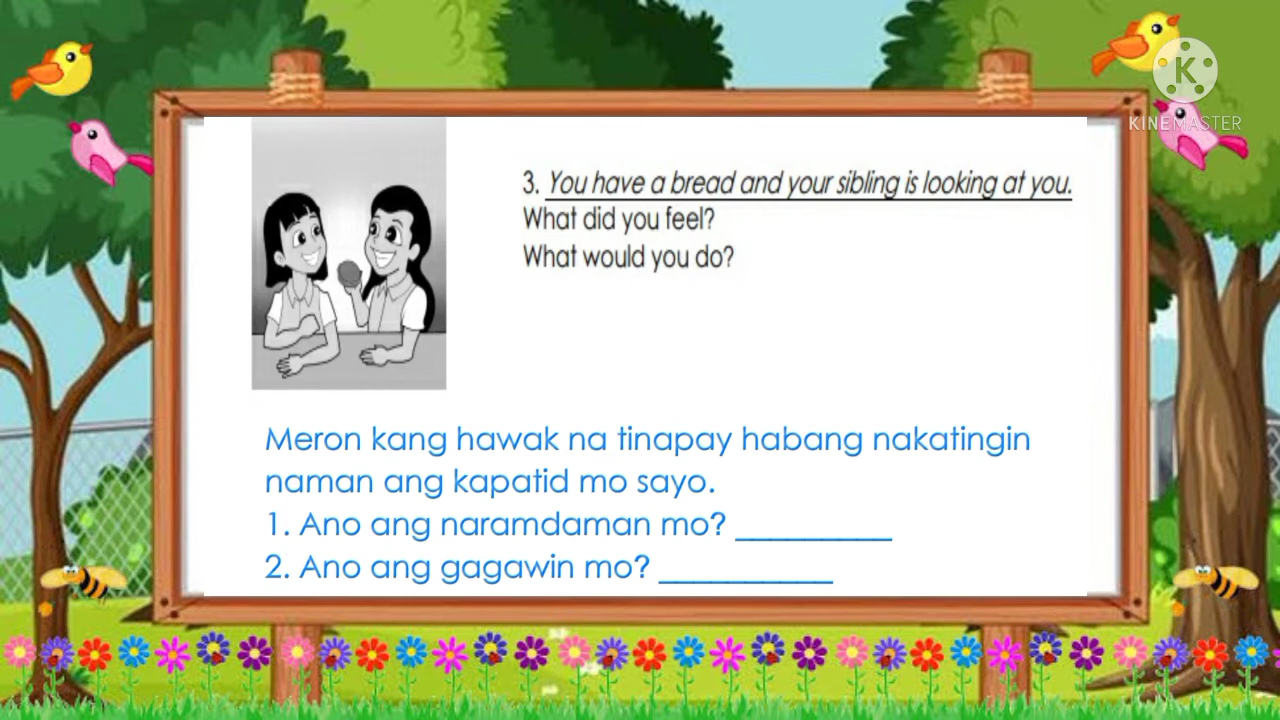 K
KINEMASTER
3. You have a bread and your sibling is looking at you.
What did you feel?
What would you do?
Meron kang hawak na tinapay habang nakatingin
naman ang kapatid mo sayo.
1. Ano ang naramdaman mo? _________
2. Ano ang gagawin mo? __________